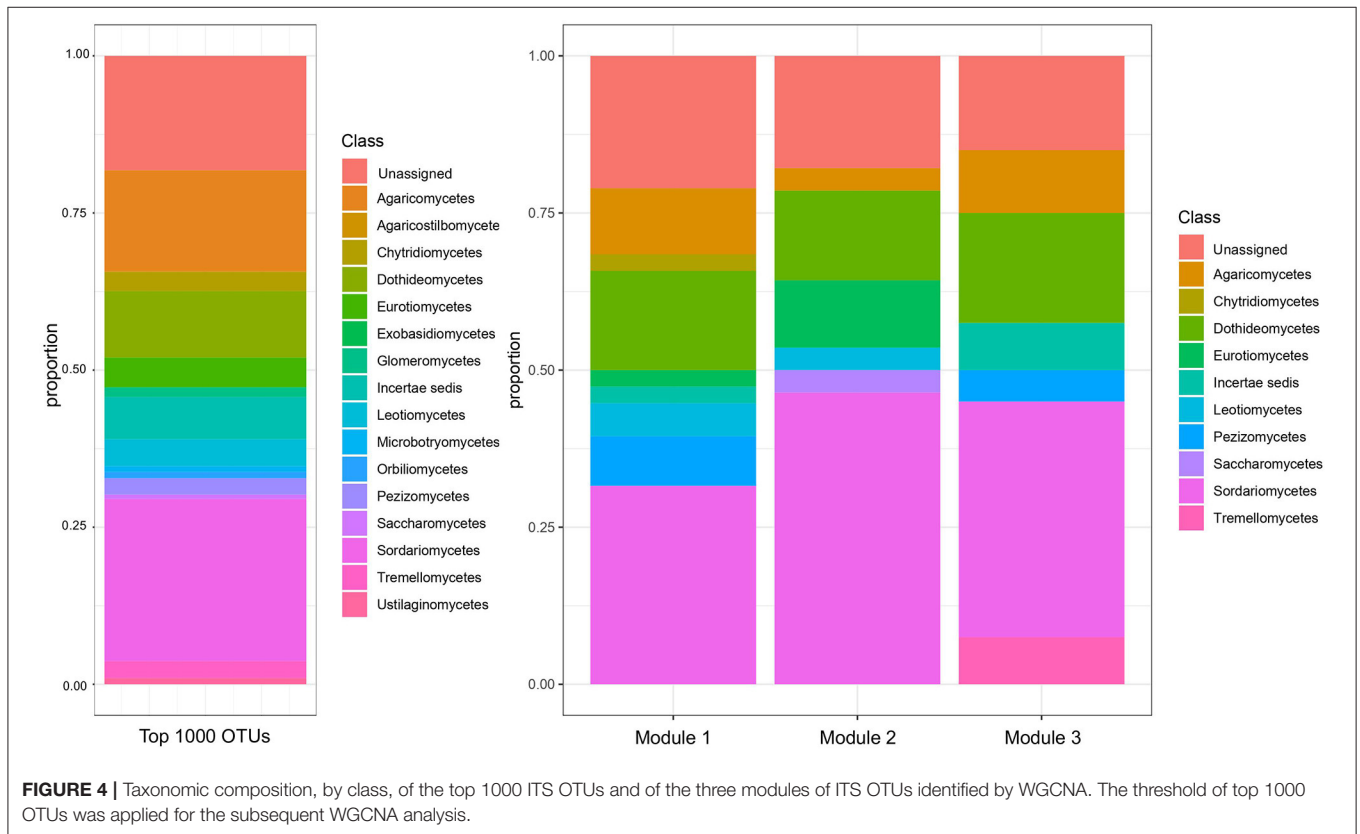 1.00
0.75
0.50
0.25
0.00
proportion
Top 1000 OTUs
Class
Unassigned
Agaricomycetes
Agaricostilbomycete
Chytridiomycetes
Dothideomycetes
Eurotiomycetes
Exobasidiomycetes
Glomeromycetes
Incertae sedis
Leotiomycetes
Microbotryomycetes
Orbiliomycetes
Pezizomycetes
Saccharomycetes
Sordariomycetes
Tremellomycetes
Ustilaginomycetes
1.00
0.75
0.50
0.25
0.00
proportion
Module 1
Module 2
Module 3
Class
Unassigned
Agaricomycetes
Chytridiomycetes
Dothideomycetes
Eurotiomycetes
Incertae sedis
Leotiomycetes
Pezizomycetes
Saccharomycetes
Sordariomycetes
Tremellomycetes
FIGURE 4 | Taxonomic composition, by class, of the top 1000 ITS OTUs and of the three modules of ITS OTUs identified by WGCNA. The threshold of top 1000
OTUs was applied for the subsequent WGCNA analysis.